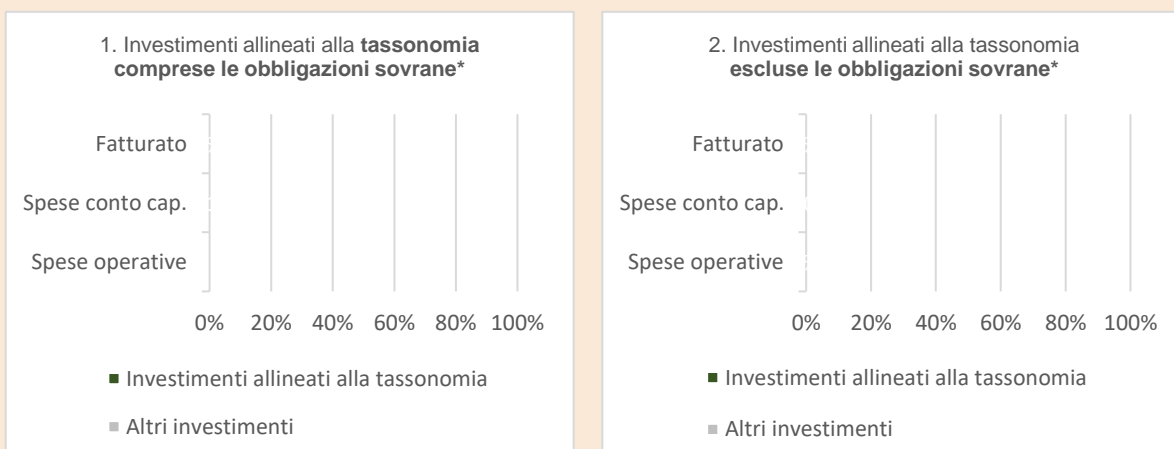 1. Investimenti allineati alla tassonomia
comprese le obbligazioni sovrane*
Fatturato
Spese conto cap.
Spese operative
0% 20% 40% 60% 80% 100%
Investimenti allineati alla tassonomia
Altri investimenti
2. Investimenti allineati alla tassonomia
escluse le obbligazioni sovrane*
Fatturato
Spese conto cap.
Spese operative
0% 20% 40% 60% 80% 100%
Investimenti allineati alla tassonomia
Altri investimenti